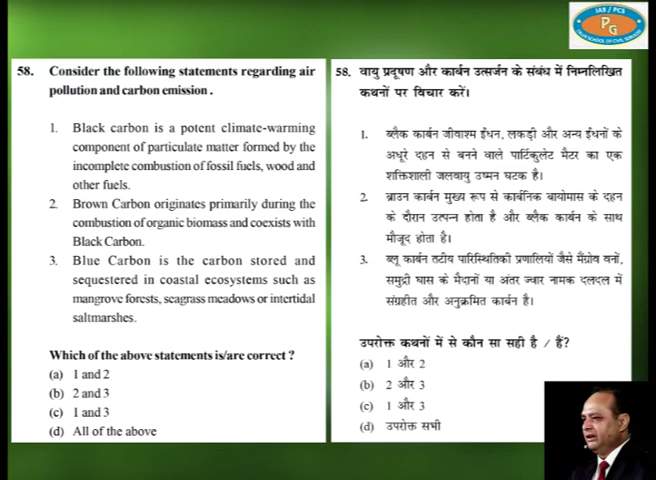 IAS / PCS
PG
58. Consider the following statements regarding air
pollution and carbon emission .
1. Black carbon is a potent climate-warming
component of particulate matter formed by the
incomplete combustion of fossil fuels, wood and
other fuels.
2. Brown Carbon originates primarily during the
combustion of organic biomass and coexists with
Black Carbon.
3. Blue Carbon is the carbon stored and
sequestered in coastal ecosystems such as
mangrove forests, seagrass meadows or intertidal
saltmarshes.
Which of the above statements is/are correct ?
(a) 1 and 2
(b) 2 and 3
(c) 1 and 3
(d) All of the above
58. वायु प्रदूषण और कार्बन उत्सर्जन के संबंध में निम्नलिखित
कथनों पर विचार करें।
1. ब्लैक कार्बन जीवाश्म ईंधन, लकड़ी और अन्य ईंधनों के
अधूरे दहन से बनने वाले पार्टिकुलेट मैटर का एक
शक्तिशाली जलवायु उष्मन घटक है।
2. ब्राउन कार्बन मुख्य रूप से कार्बनिक बायोमास के दहन
के दौरान उत्पन्न होता है और ब्लैक कार्बन के साथ
मौजूद होता है।
3. ब्लू कार्बन तटीय पारिस्थितिकी प्रणालियों जैसे मैंग्रोव वनों,
समुद्री घास के मैदानों या अंतर ज्वार नामक दलदल में
संग्रहीत और अनुक्रमित कार्बन है।
उपरोक्त कथनों में से कौन सा सही है / हैं?
(a) 1 और 2
(b) 2 और 3
(c) 1 और 3
(d) उपरोक्त सभी